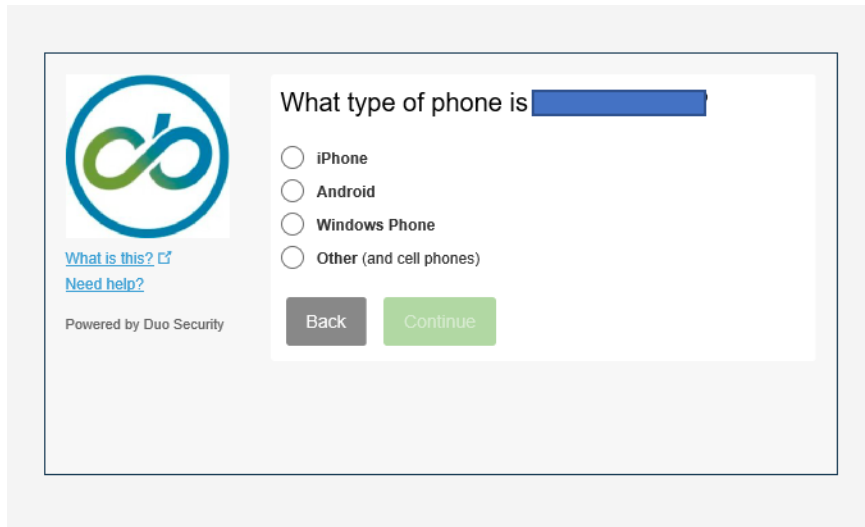 What type of phone is
iPhone
Android
Windows Phone
Other (and cell phones)
Back
Continue
What is this?
Need help?
Powered by Duo Security